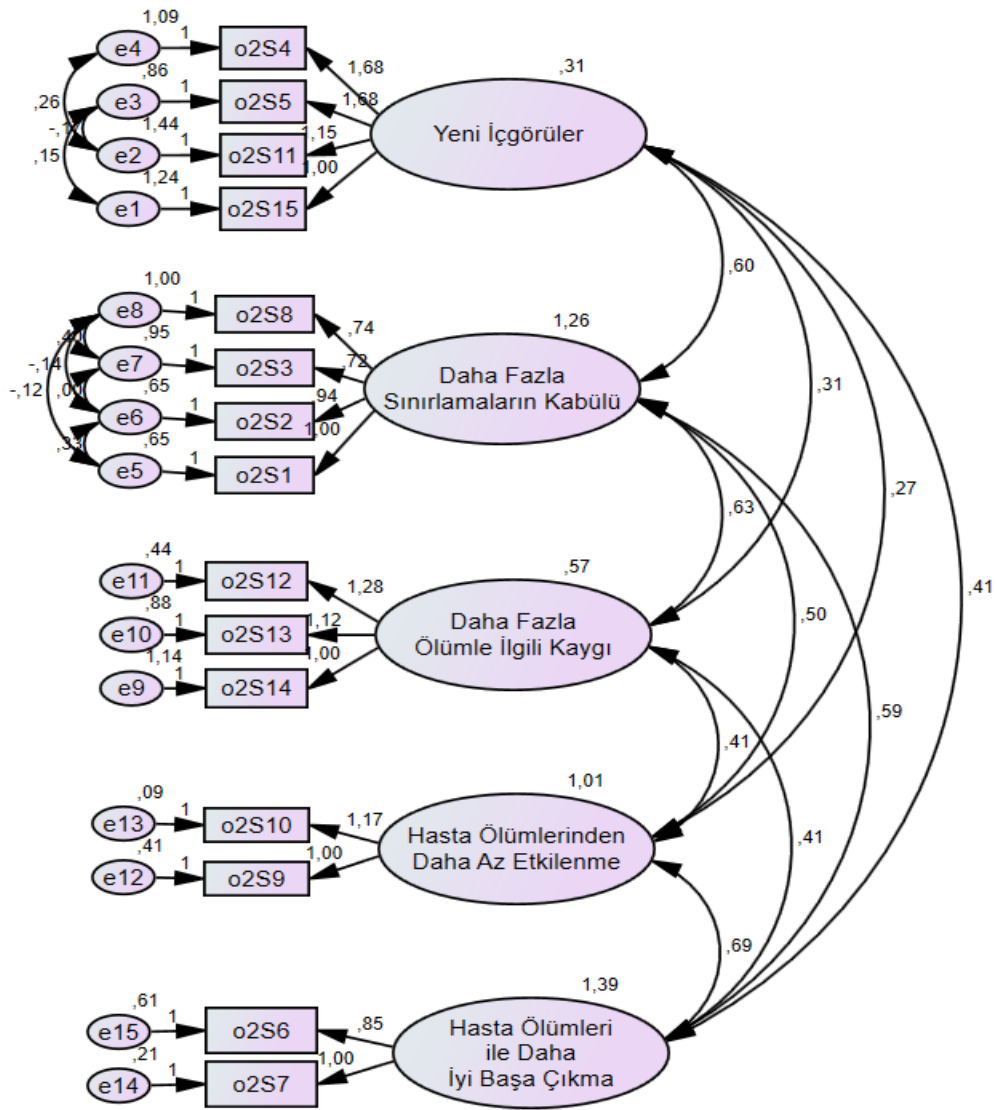 1,09
e4
1
o2S4
1,68
,31
,86
e3
1
o2S5
1,68
Yeni İçgörüler
,26
1,44
e2
1
o2S11
1,15
,15
1,24
e1
1
o2S15
1,00
,60
1,00
e8
1
o2S8
,74
1,26
,95
e7
1
o2S3
,72
Daha Fazla
Sınırlamaların Kabülü
-,14
-,12
,00
,65
e6
1
o2S2
,94
,31
,33
,65
e5
1
o2S1
1,00
,27
,63
,44
e11
1
o2S12
1,28
,57
,41
,88
e10
1
o2S13
1,12
Daha Fazla
Ölümle İlgili Kaygı
,50
1,14
e9
1
o2S14
1,00
,59
,41
,09
e13
1
o2S10
1,17
1,01
Hasta Ölümlerinden
Daha Az Etkilenme
,41
,41
e12
1
o2S9
1,00
,69
,61
e15
1
o2S6
,85
1,39
Hasta Ölümleri
ile Daha
İyi Başa Çıkma
,21
e14
1
o2S7
1,00